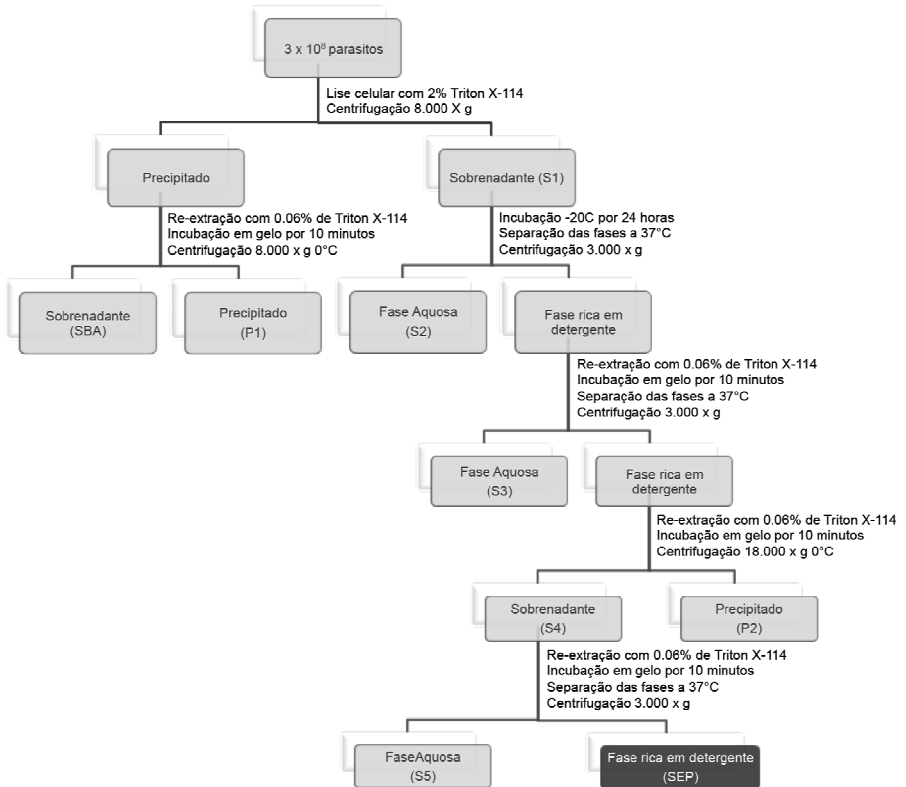 3 x 10⁸ parasitos
Lise celular com 2% Triton X-114
Centrifugação 8.000 X g
Precipitado
Sobrenadante (S1)
Re-extração com 0.06% de Triton X-114
Incubação em gelo por 10 minutos
Centrifugação 8.000 x g 0°C
Incubação -20C por 24 horas
Separação das fases a 37°C
Centrifugação 3.000 x g
Sobrenadante
(SBA)
Precipitado
(P1)
Fase Aquosa
(S2)
Fase rica em
detergente
Re-extração com 0.06% de Triton X-114
Incubação em gelo por 10 minutos
Separação das fases a 37°C
Centrifugação 3.000 x g
Fase Aquosa
(S3)
Fase rica em
detergente
Re-extração com 0.06% de Triton X-114
Incubação em gelo por 10 minutos
Centrifugação 18.000 x g 0°C
Sobrenadante
(S4)
Precipitado
(P2)
Re-extração com 0.06% de Triton X-114
Incubação em gelo por 10 minutos
Separação das fases a 37°C
Centrifugação 3.000 x g
FaseAquosa
(S5)
Fase rica em detergente
(SEP)